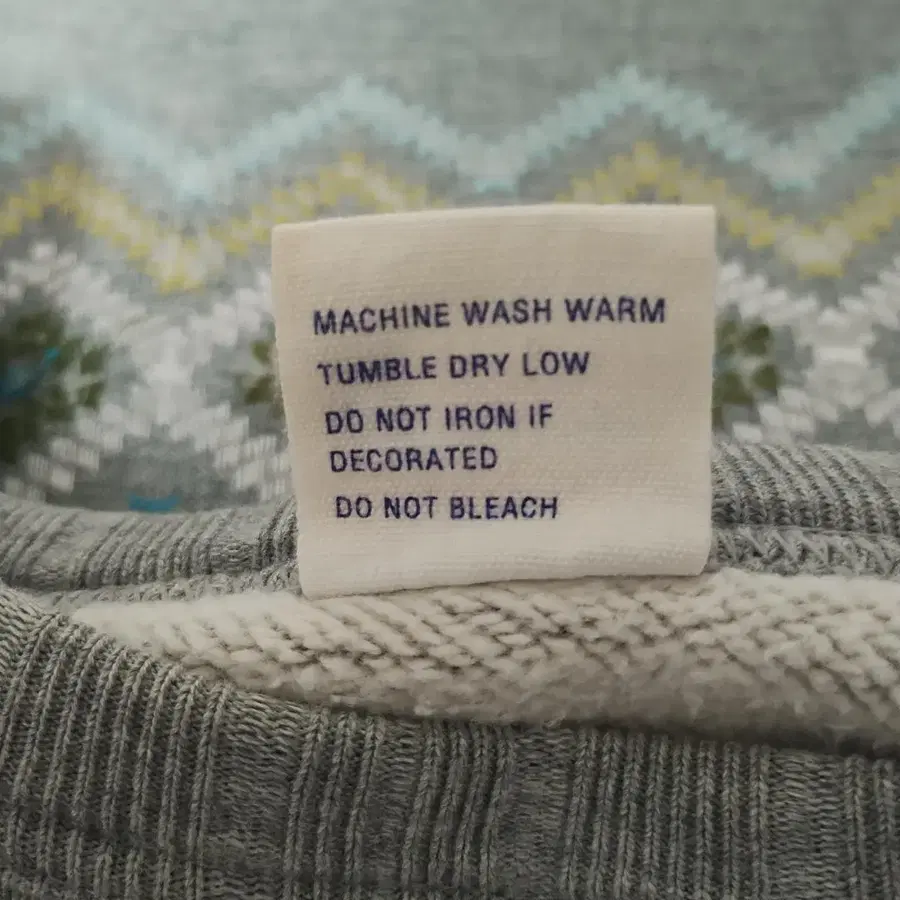 MACHINE WASH WARM
TUMBLE DRY LOW
DO NOT IRON IF
DECORATED
DO NOT BLEACH